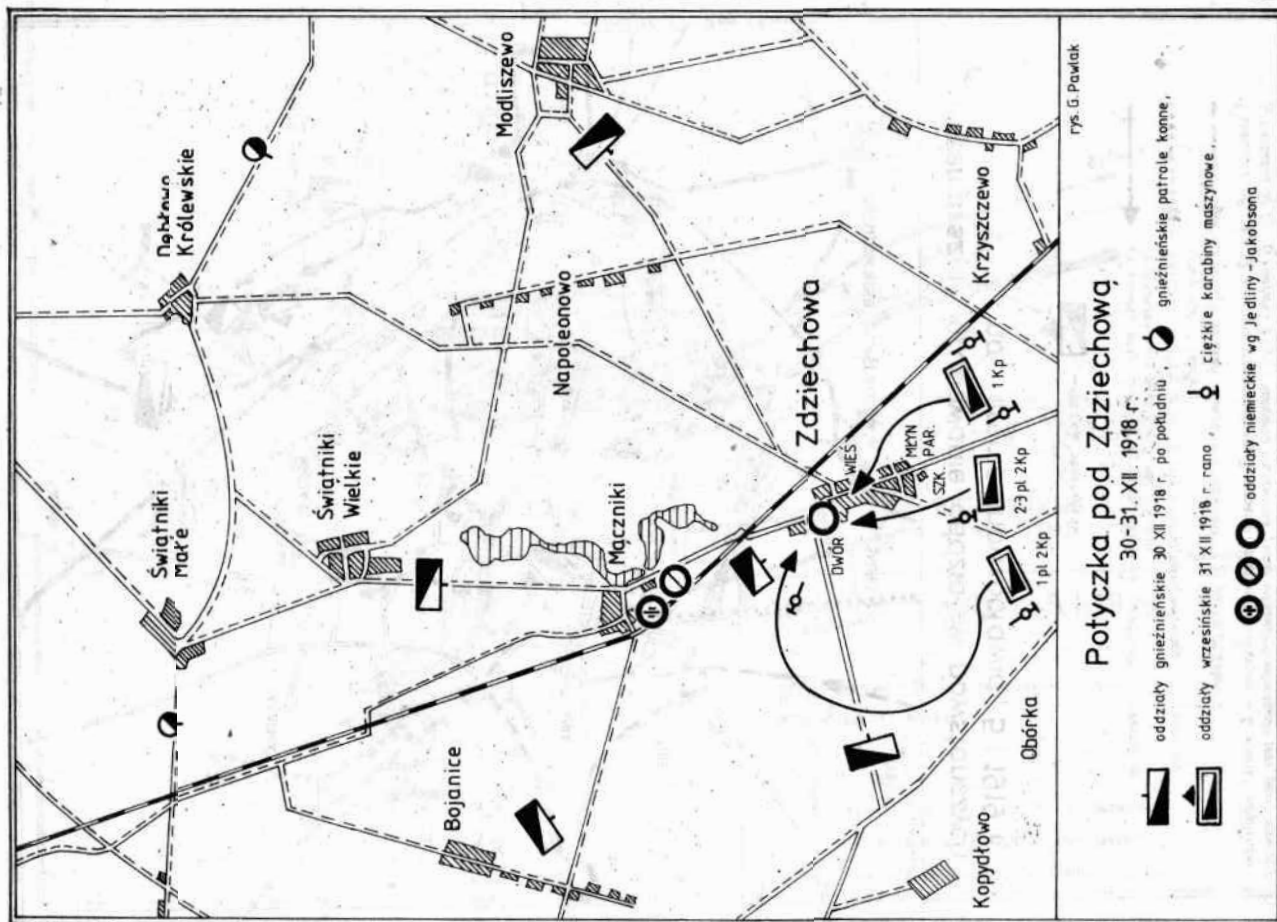 Świątniki
Małe
Królewskie
Świątniki
Wielkie
Modliszewo
Napoleonowo
Bojanice
Mączniki
Zdziechowa
WIEŚ
MŁYN
PAR.
SZK.
DWÓR
1 Kp
2-3 pl. 2 Kp
1 pl. 2 Kp
Krzyszczewo
Obórka
Kopydłowo
Potyczka pod Zdziechową
30-31. XII. 1918 r.
rys. G. Pawlak
oddziały gnieźnieńskie 30 XII 1918 r. po południu, gnieźnieńskie patrole konne,
oddziały wrzesińskie 31 XII 1918 r. rano, ciężkie karabiny maszynowe,
oddziały niemieckie wg Jedliny-Jakobsona